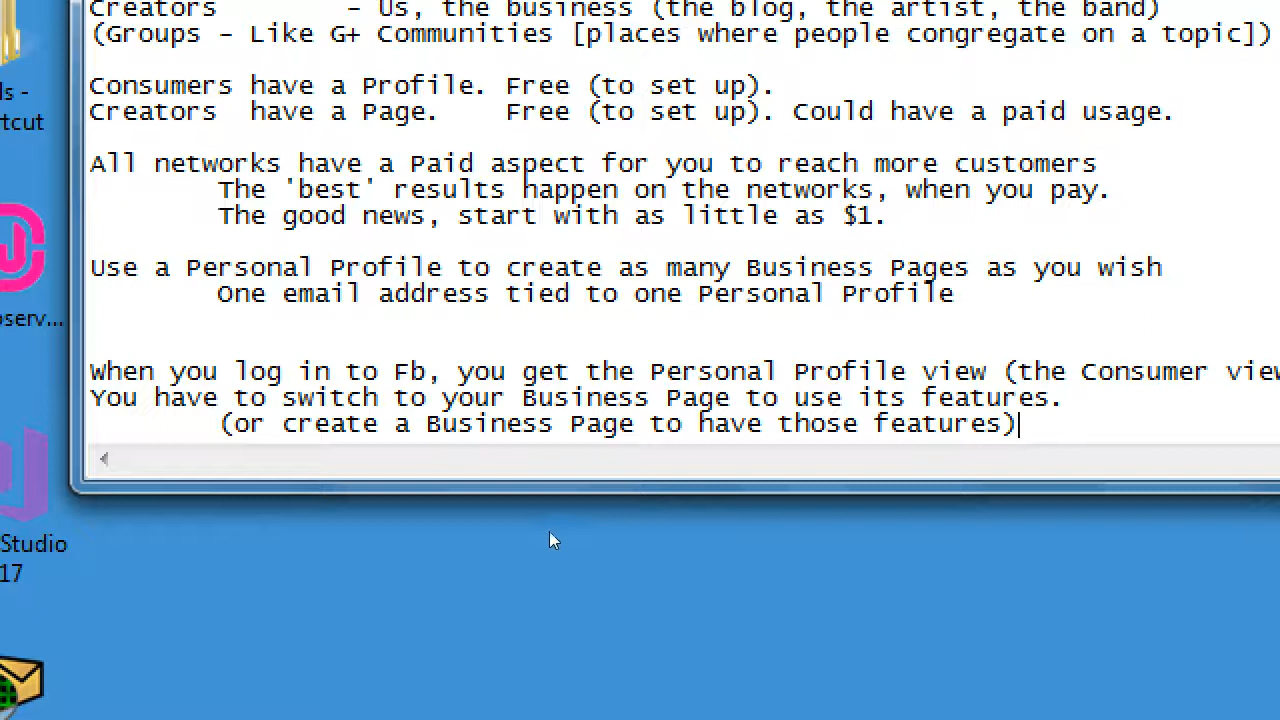 Creators        – Us, the business (the blog, the artist, the band)
(Groups – Like G+ Communities [places where people congregate on a topic])
ls -
Consumers have a Profile. Free (to set up).
Creators  have a Page.    Free (to set up). Could have a paid usage.
rtcut
All networks have a Paid aspect for you to reach more customers
The 'best' results happen on the networks, when you pay.
The good news, start with as little as $1.
Use a Personal Profile to create as many Business Pages as you wish
One email address tied to one Personal Profile
oserv...
When you log in to Fb, you get the Personal Profile view (the Consumer view
You have to switch to your Business Page to use its features.
(or create a Business Page to have those features)
Studio
17